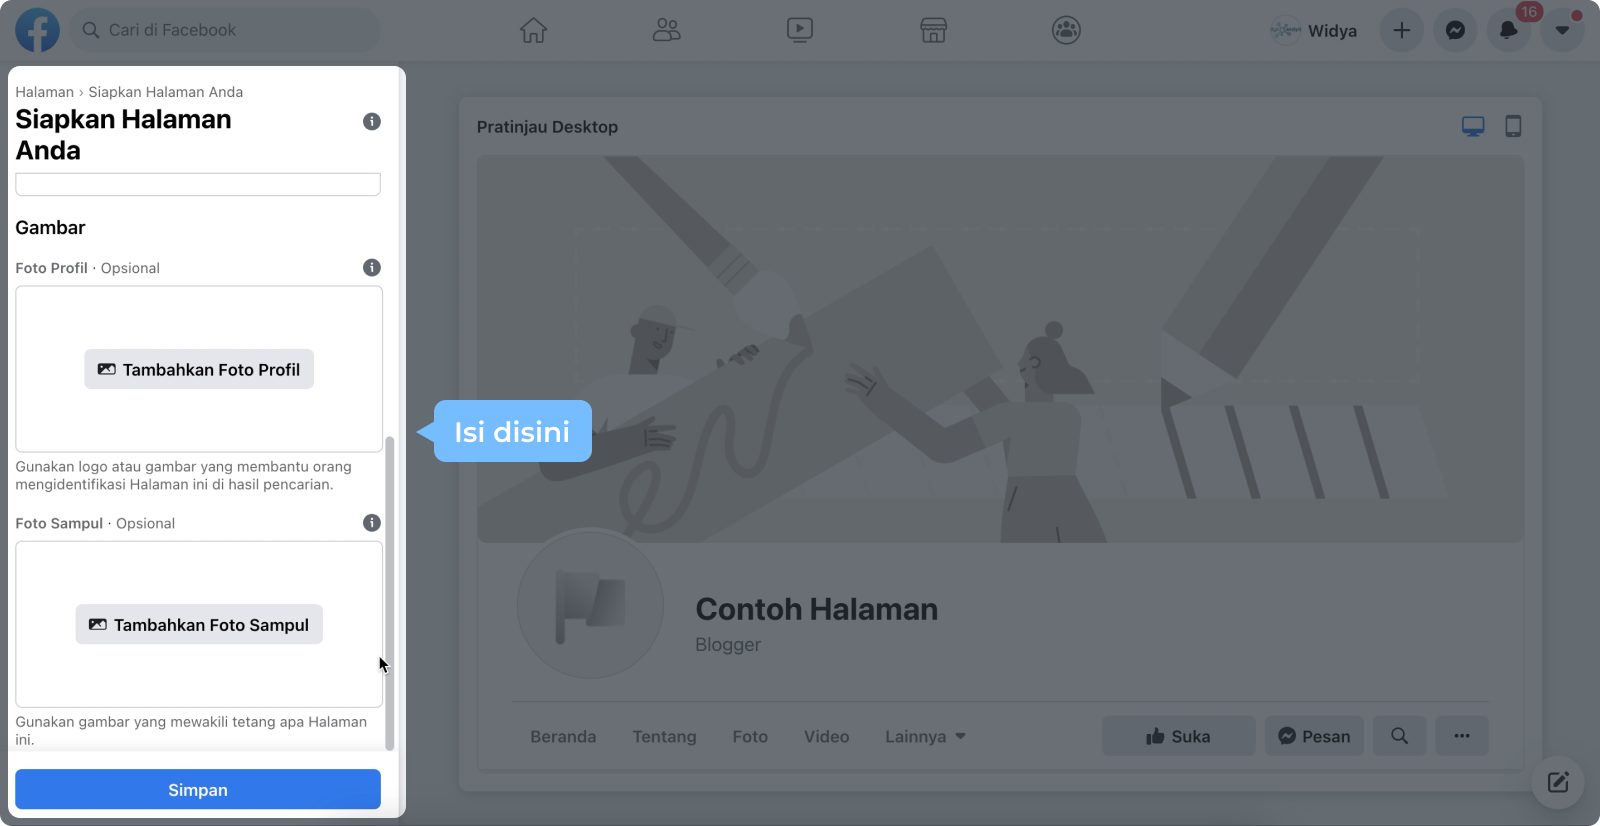 Cari di Facebook
Widya
16
Halaman › Siapkan Halaman Anda
Siapkan Halaman
Anda
Gambar
Foto Profil · Opsional
Tambahkan Foto Profil
Gunakan logo atau gambar yang membantu orang
mengidentifikasi Halaman ini di hasil pencarian.
Foto Sampul · Opsional
Tambahkan Foto Sampul
Gunakan gambar yang mewakili tetang apa Halaman
ini.
Simpan
Isi disini
Pratinjau Desktop
Contoh Halaman
Blogger
Beranda
Tentang
Foto
Video
Lainnya
Suka
Pesan